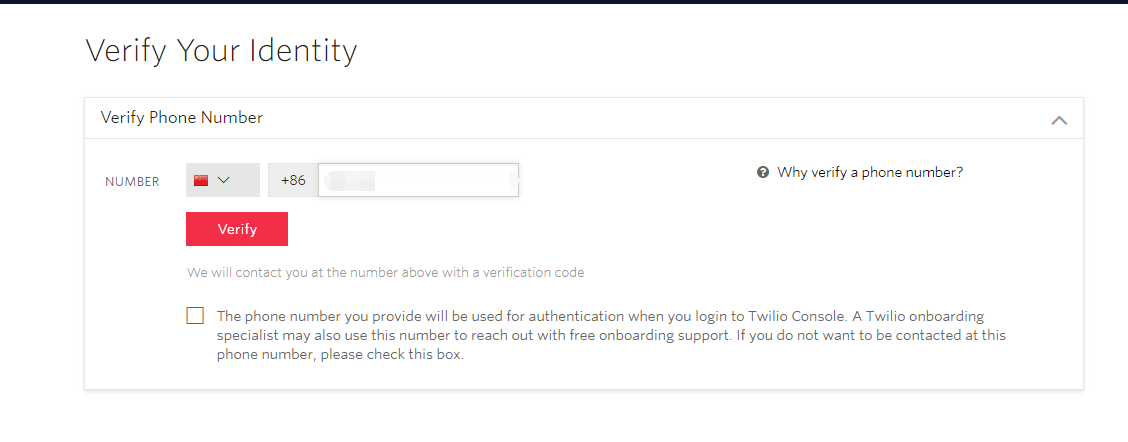 Verify Your Identity
Verify Phone Number
NUMBER
+86
Why verify a phone number?
Verify
We will contact you at the number above with a verification code
The phone number you provide will be used for authentication when you login to Twilio Console. A Twilio onboarding
specialist may also use this number to reach out with free onboarding support. If you do not want to be contacted at this
phone number, please check this box.